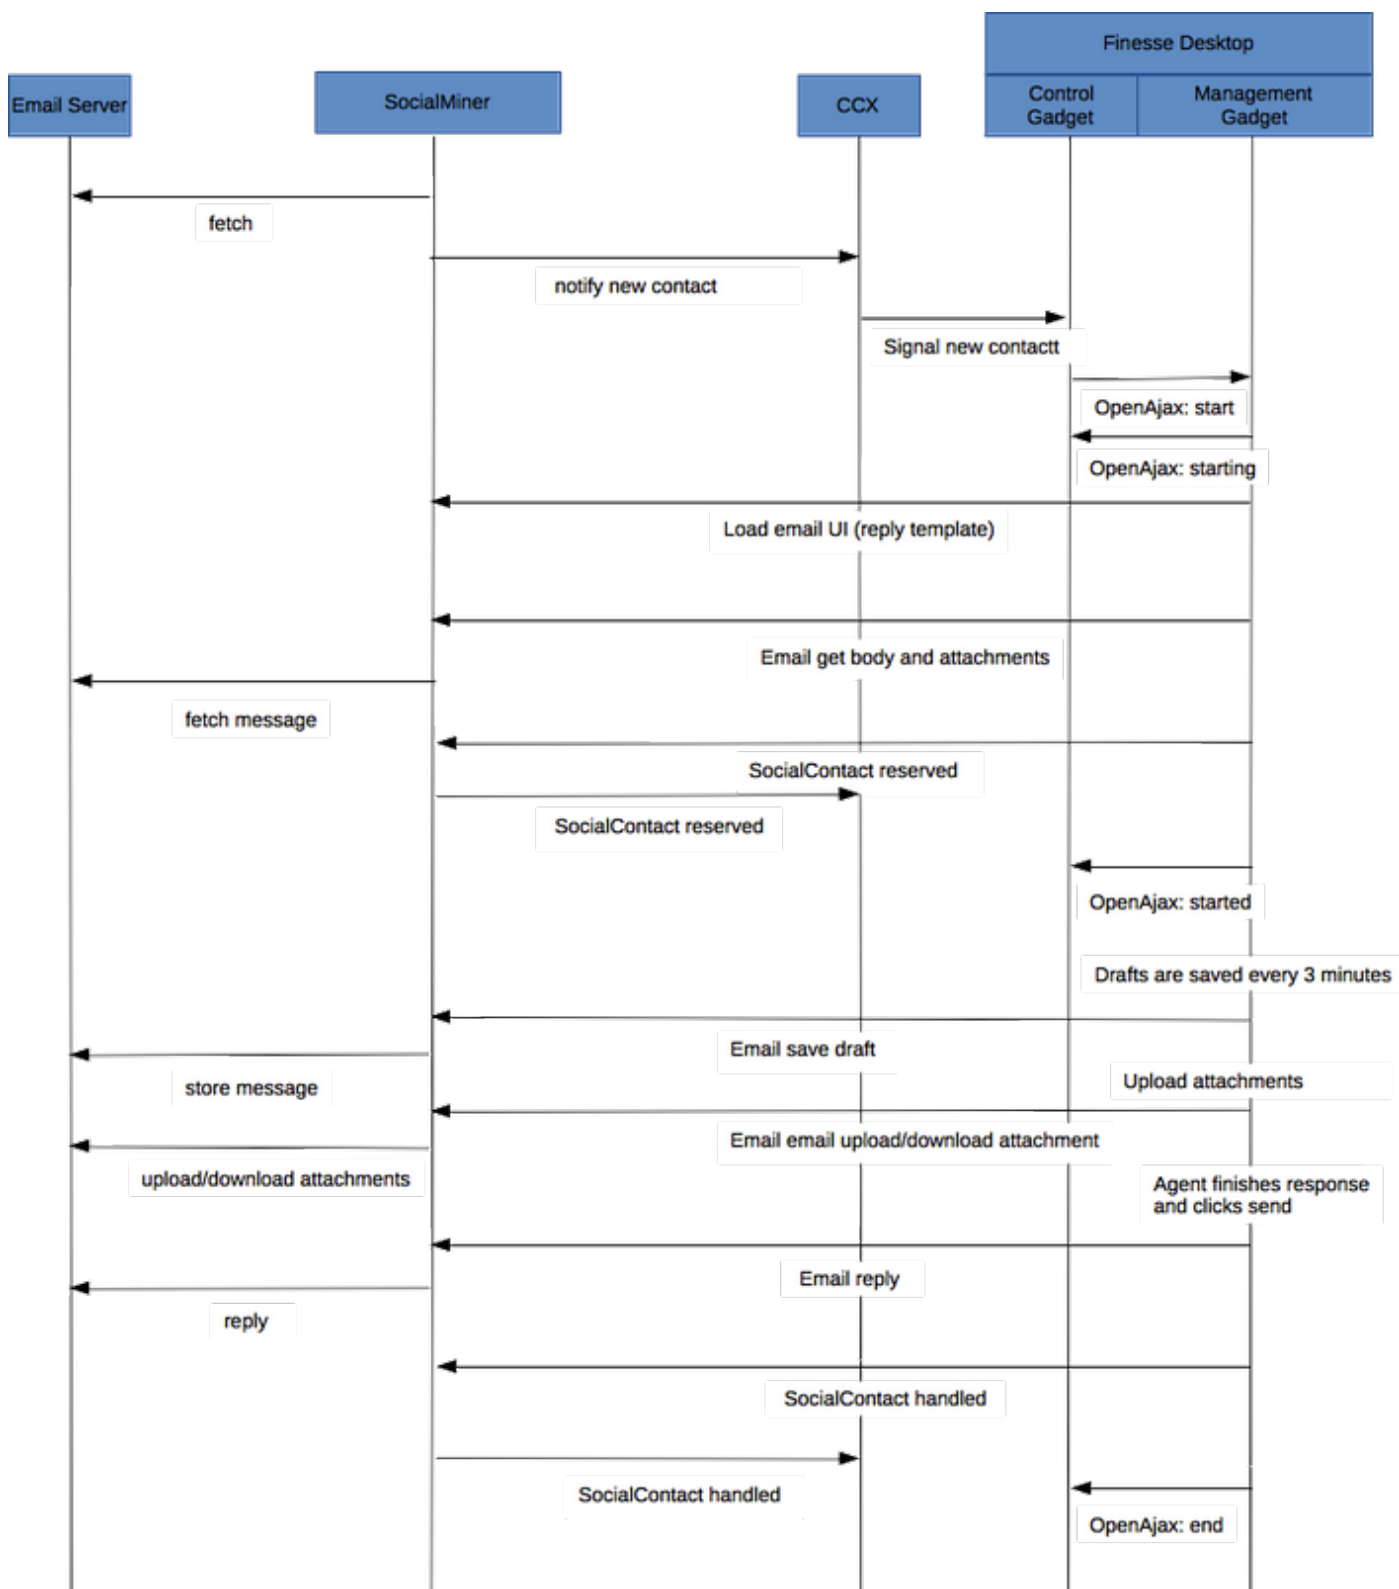 Finesse Desktop
Email Server
SocialMiner
CCX
Control
Gadget
Management
Gadget
fetch
notify new contact
Signal new contactt
OpenAjax: start
OpenAjax: starting
Load email UI (reply template)
Email get body and attachments
fetch message
SocialContact reserved
SocialContact reserved
OpenAjax: started
Drafts are saved every 3 minutes
Email save draft
store message
Upload attachments
Email email upload/download attachment
upload/download attachments
Agent finishes response
and clicks send
Email reply
reply
SocialContact handled
SocialContact handled
OpenAjax: end